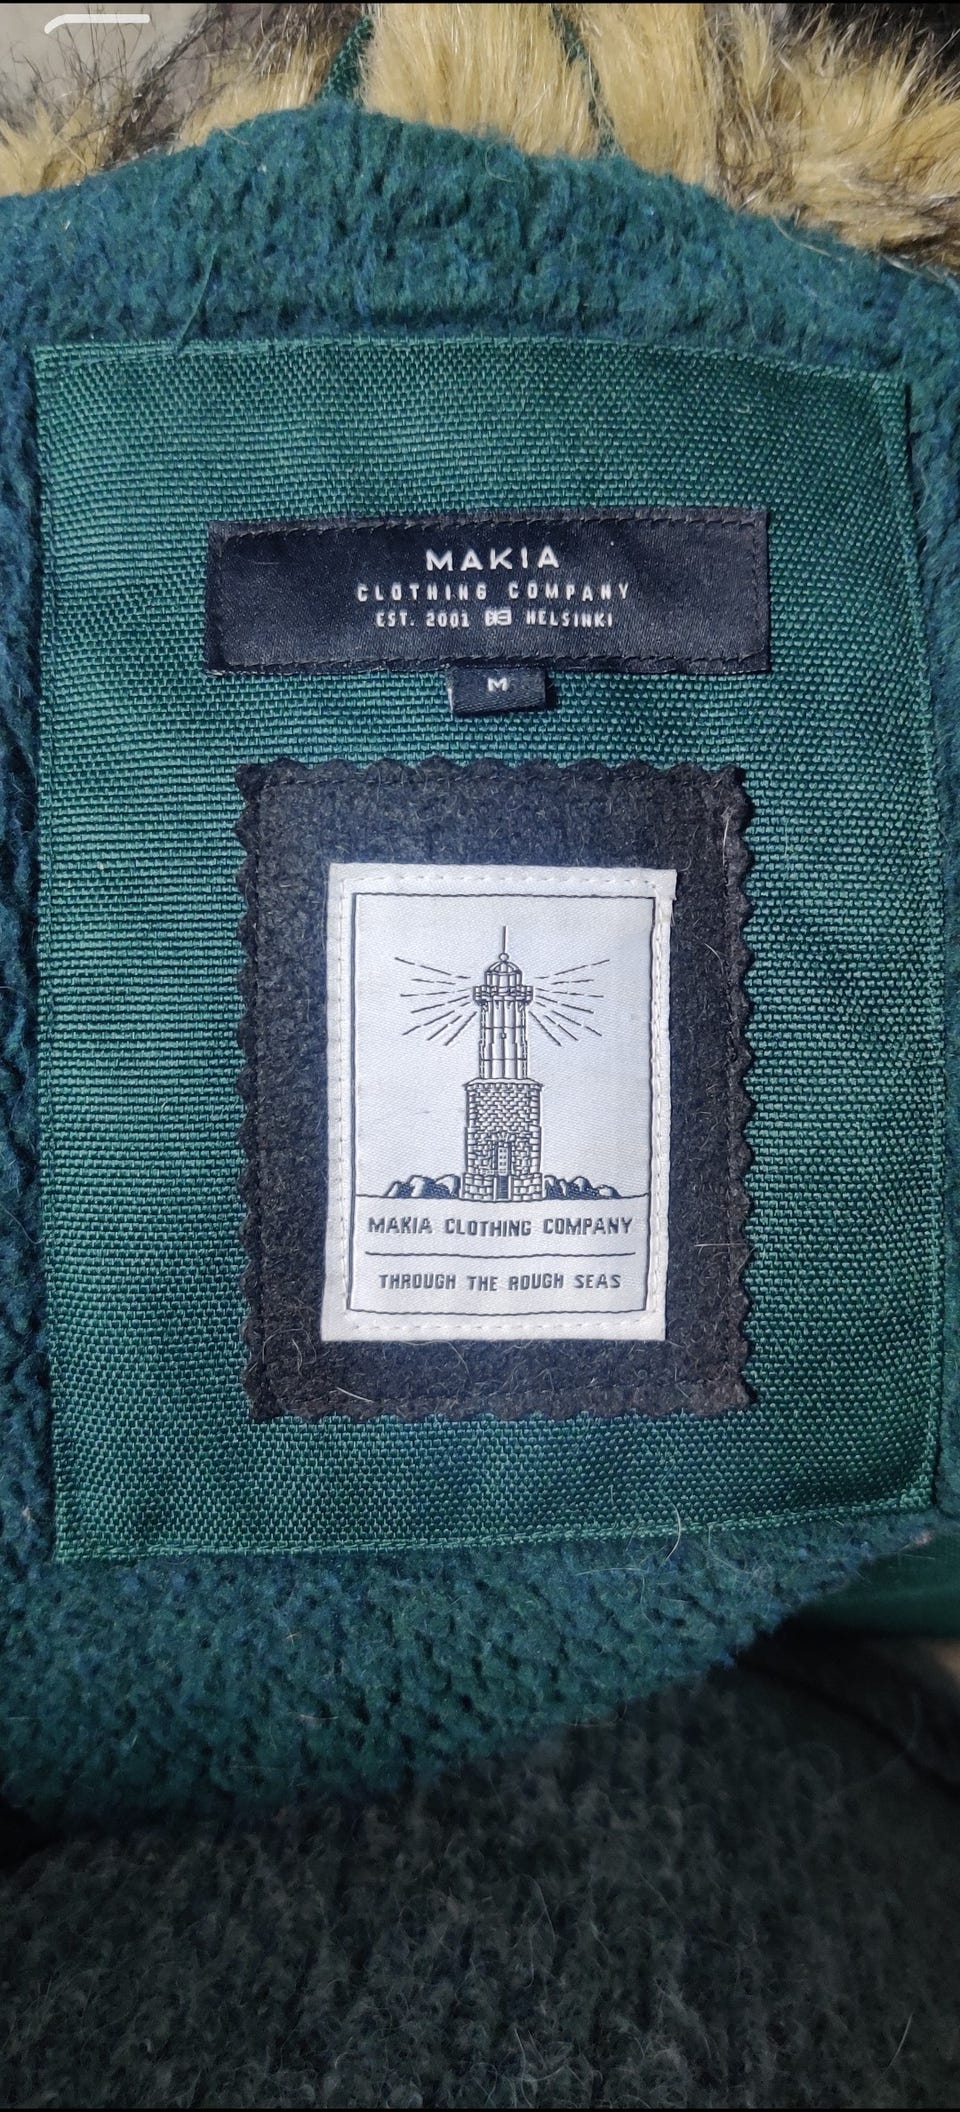 MAKIA
CLOTHING COMPANY
EST. 2001 HELSINKI
M
MAKIA CLOTHING COMPANY
THROUGH THE ROUGH SEAS